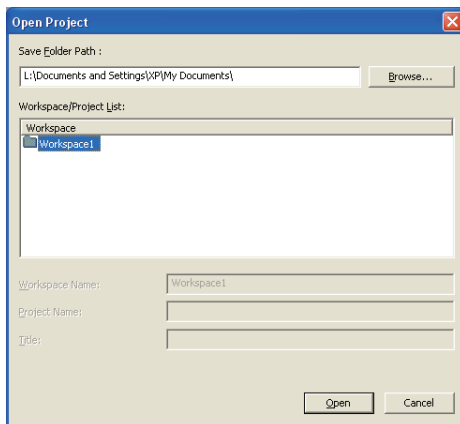 Open Project
Save Folder Path :
L:\Documents and Settings\XP\My Documents\
Browse...
Workspace/Project List:
Workspace
Workspace1
Workspace Name:
Workspace1
Project Name:
Title:
Open
Cancel